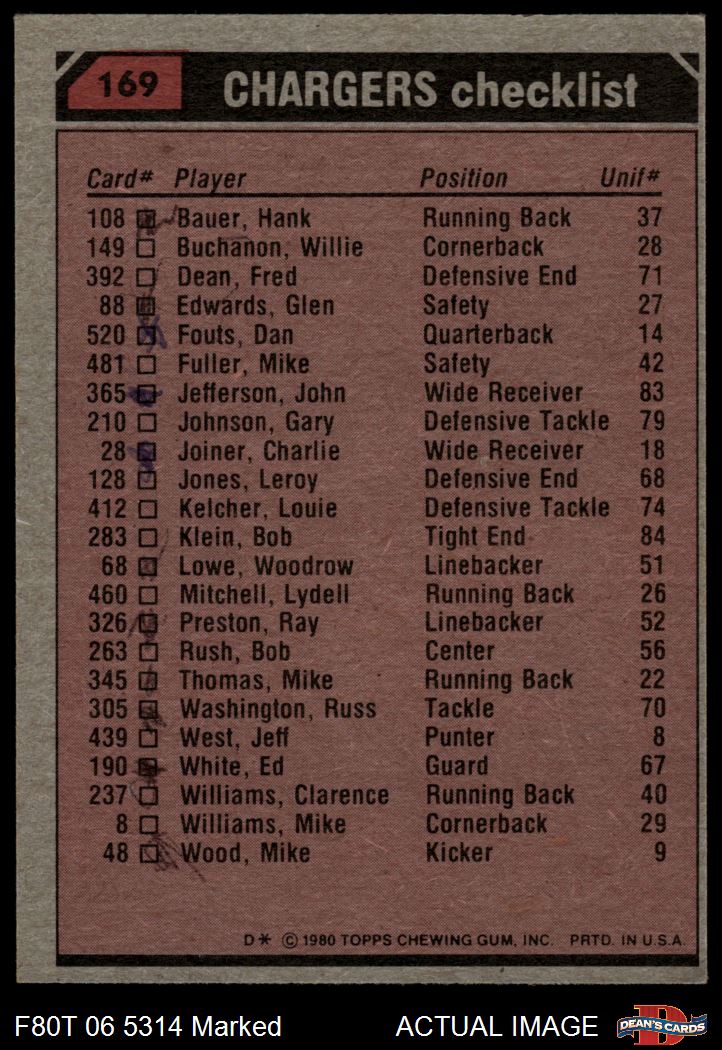 169 CHARGERS checklist
Card# Player Position Unif#
108 Bauer, Hank Running Back 37
149 Buchanon, Willie Cornerback 28
392 Dean, Fred Defensive End 71
88 Edwards, Glen Safety 27
520 Fouts, Dan Quarterback 14
481 Fuller, Mike Safety 42
365 Jefferson, John Wide Receiver 83
210 Johnson, Gary Defensive Tackle 79
28 Joiner, Charlie Wide Receiver 18
128 Jones, Leroy Defensive End 68
412 Kelcher, Louie Defensive Tackle 74
283 Klein, Bob Tight End 84
68 Lowe, Woodrow Linebacker 51
460 Mitchell, Lydell Running Back 26
326 Preston, Ray Linebacker 52
263 Rush, Bob Center 56
345 Thomas, Mike Running Back 22
305 Washington, Russ Tackle 70
439 West, Jeff Punter 8
190 White, Ed Guard 67
237 Williams, Clarence Running Back 40
8 Williams, Mike Cornerback 29
48 Wood, Mike Kicker 9
D* © 1980 TOPPS CHEWING GUM, INC. PRTD. IN U.S.A.
F80T 06 5314 Marked ACTUAL IMAGE DEAN'S CARDS